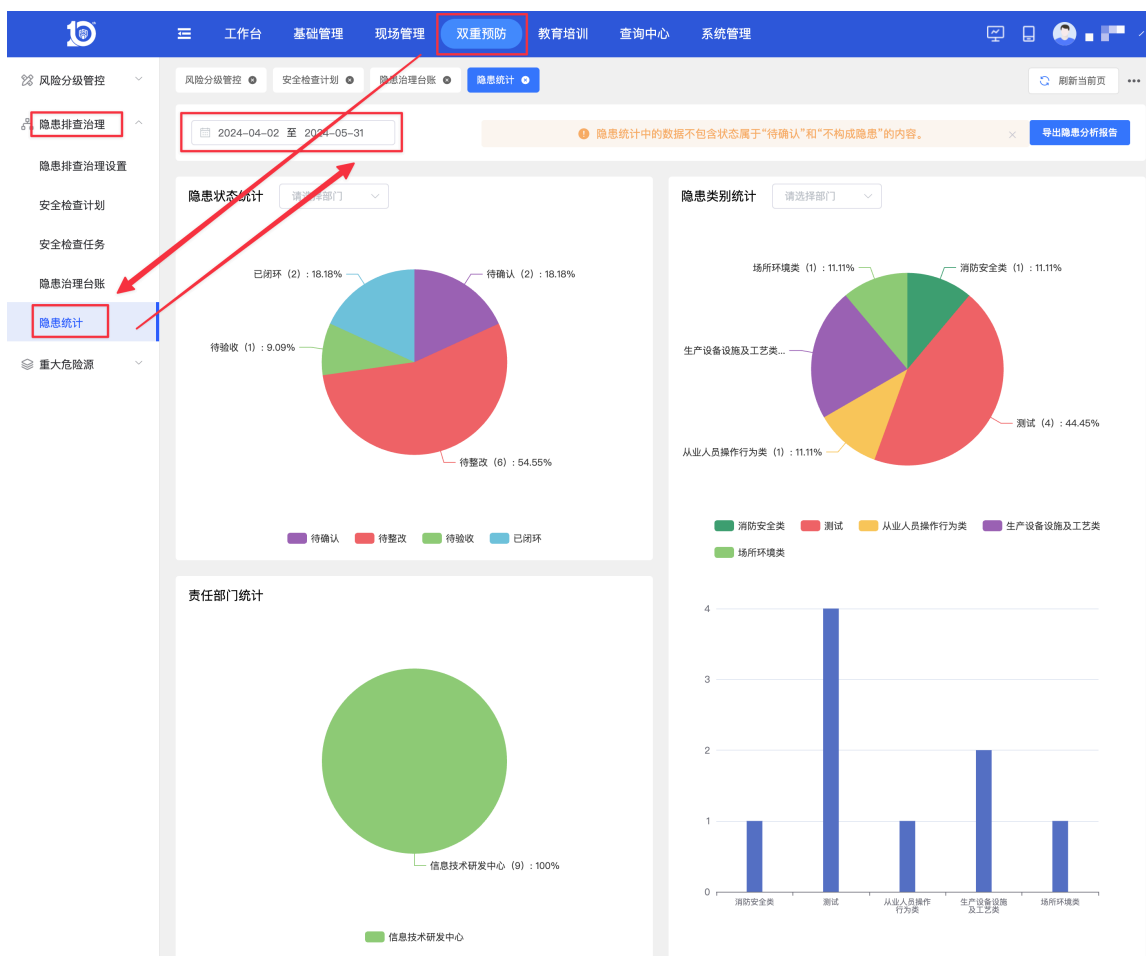 工作台 基础管理 现场管理 双重预防 教育培训 查询中心 系统管理
风险分级管控
隐患排查治理
隐患排查治理设置
安全检查计划
安全检查任务
隐患治理台账
隐患统计
重大危险源
风险分级管控 安全检查计划 隐患治理台账 隐患统计 刷新当前页
2024-04-02 至 2024-05-31
隐患统计中的数据不包含状态属于“待确认”和“不构成隐患”的内容。
导出隐患分析报告
隐患状态统计 请选择部门
已闭环（2）: 18.18%
待确认（2）: 18.18%
待验收（1）: 9.09%
待整改（6）: 54.55%
待确认 待整改 待验收 已闭环
责任部门统计
信息技术研发中心（9）: 100%
信息技术研发中心
隐患类别统计 请选择部门
场所环境类（1）: 11.11%
消防安全类（1）: 11.11%
生产设备设施及工艺类...
测试（4）: 44.45%
从业人员操作行为类（1）: 11.11%
消防安全类 测试 从业人员操作行为类 生产设备设施及工艺类
场所环境类
4
3
2
1
0
消防安全类 测试 从业人员操作行为类 生产设备设施及工艺类 场所环境类